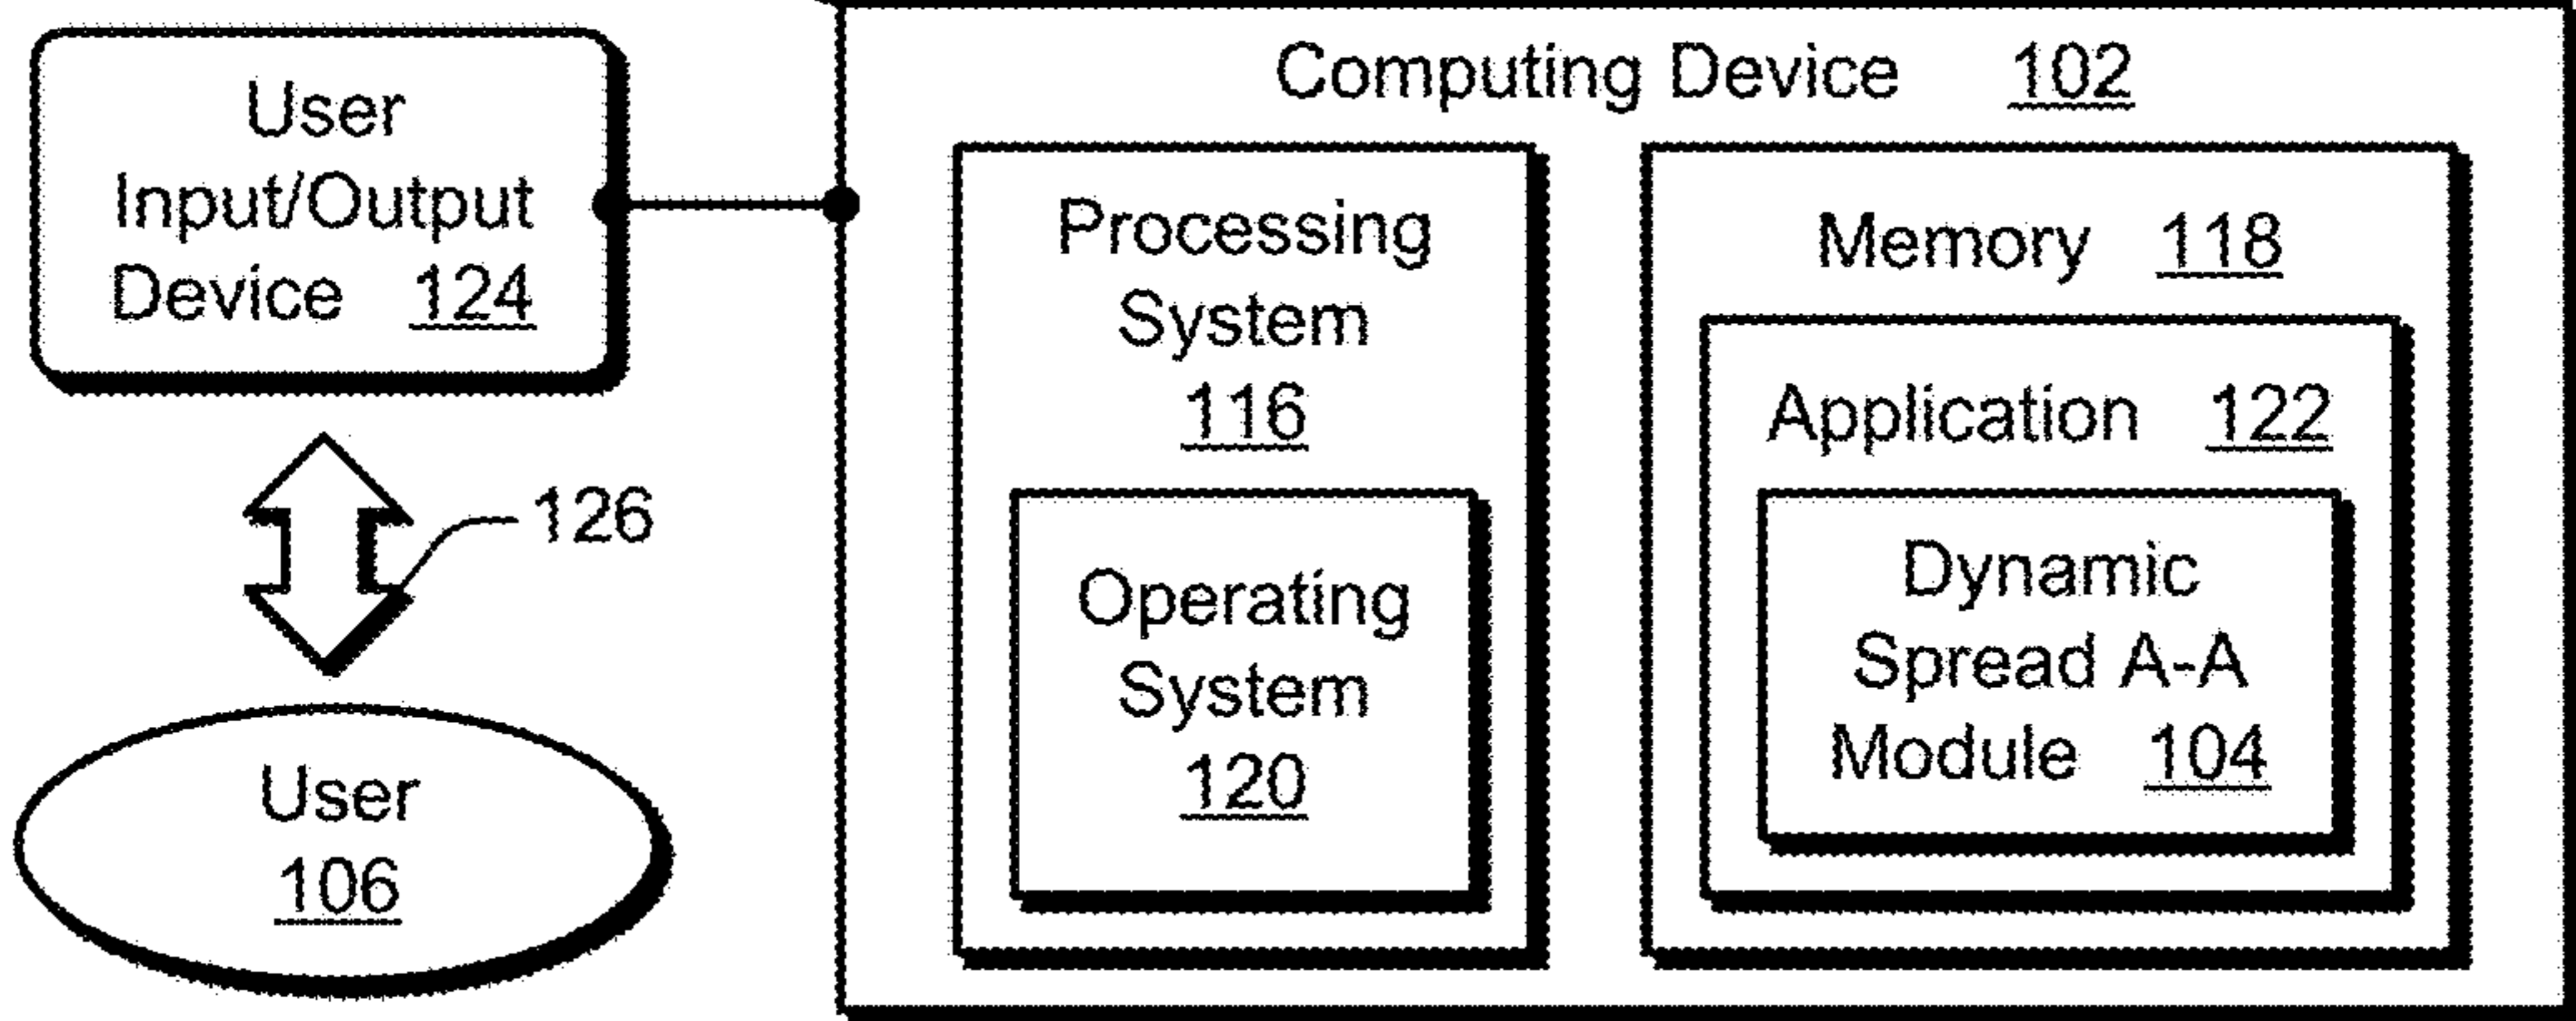 User
Input/Output
Device 124
126
User
106
Computing Device 102
Processing
System
116
Operating
System
120
Memory 118
Application 122
Dynamic
Spread A-A
Module 104